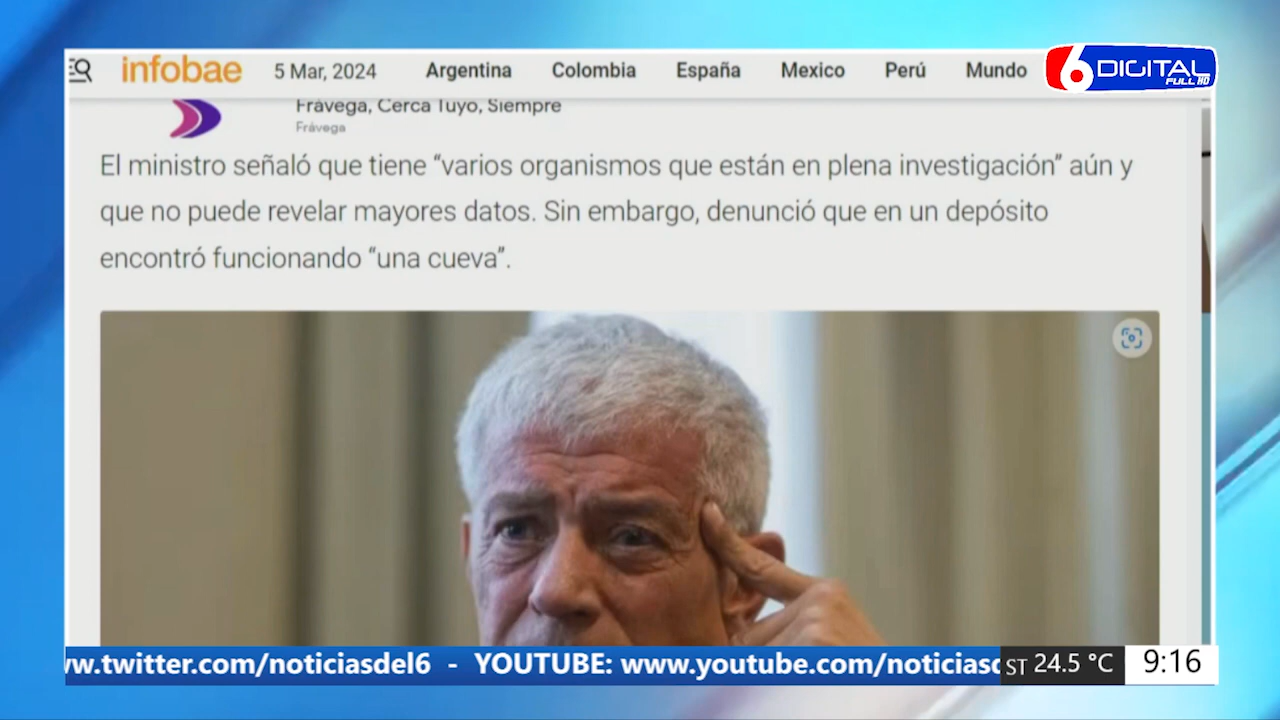 infobae 5 Mar, 2024 Argentina Colombia España Mexico Perú Mundo
6 DIGITAL
FULL HD
Frávega, Cerca Tuyo, Siempre
Frávega
El ministro señaló que tiene “varios organismos que están en plena investigación” aún y
que no puede revelar mayores datos. Sin embargo, denunció que en un depósito
encontró funcionando “una cueva”.
w.twitter.com/noticiasdel6 - YOUTUBE: www.youtube.com/noticias
ST 24.5 °C 9:16